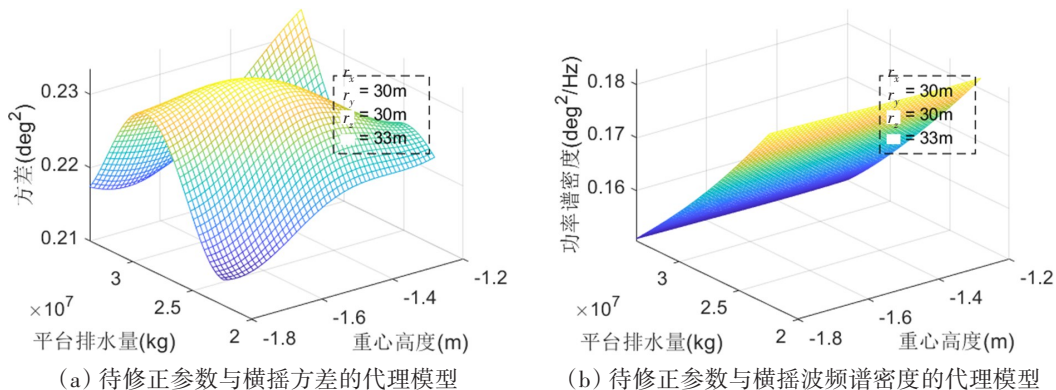 0.23
0.22
0.21
方差(deg²)
3
2.5
2
×10⁷
平台排水量(kg)
-1.8
-1.6
-1.4
-1.2
重心高度(m)
r_x
= 30m
r_y
= 30m
r_z
= 33m
(a) 待修正参数与横摇方差的代理模型
0.18
0.17
0.16
功率谱密度(deg²/Hz)
3
2.5
2
×10⁷
平台排水量(kg)
-1.8
-1.6
-1.4
-1.2
重心高度(m)
r_x
= 30m
r_y
= 30m
r_z
= 33m
(b) 待修正参数与横摇波频谱密度的代理模型